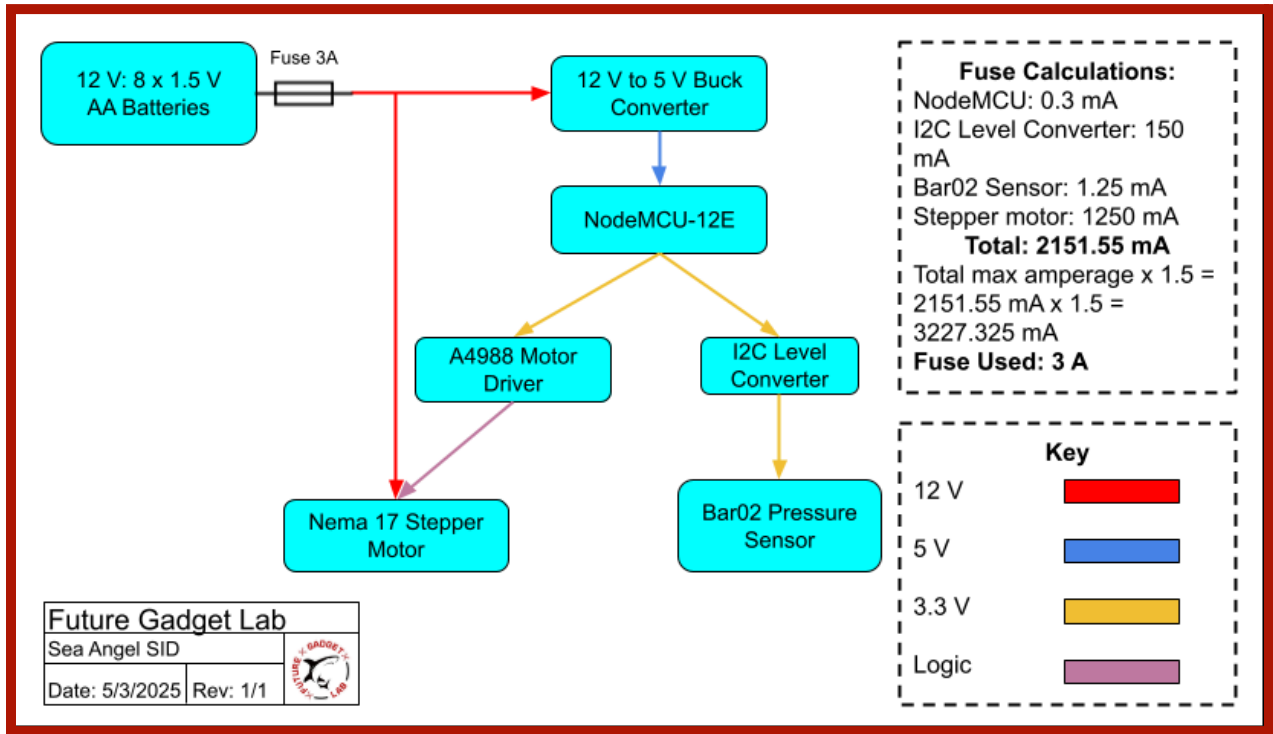 12 V: 8 x 1.5 V
AA Batteries
Fuse 3A
12 V to 5 V Buck
Converter
NodeMCU-12E
A4988 Motor
Driver
I2C Level
Converter
Nema 17 Stepper
Motor
Bar02 Pressure
Sensor
Fuse Calculations:
NodeMCU: 0.3 mA
I2C Level Converter: 150
mA
Bar02 Sensor: 1.25 mA
Stepper motor: 1250 mA
Total: 2151.55 mA
Total max amperage x 1.5 =
2151.55 mA x 1.5 =
3227.325 mA
Fuse Used: 3 A
Key
12 V
5 V
3.3 V
Logic
Future Gadget Lab
Sea Angel SID
Date: 5/3/2025
Rev: 1/1
FUTURE
GADGET
LAB